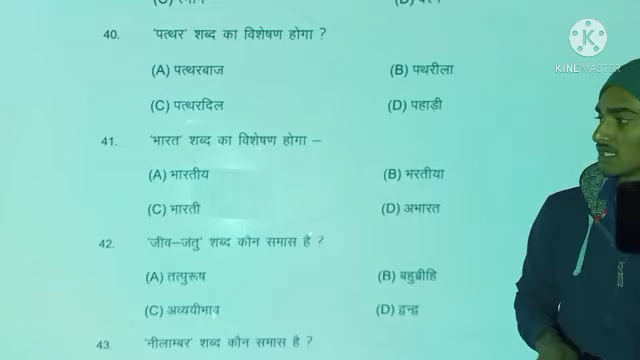 40. 'पत्थर' शब्द का विशेषण होगा ?
(A) पत्थरबाज (B) पथरीला
(C) पत्थरदिल (D) पहाडी
41. 'भारत' शब्द का विशेषण होगा –
(A) भारतीय (B) भरतीया
(C) भारती (D) अभारत
42. 'जीव–जंतु' शब्द कौन समास है ?
(A) तत्पुरूष (B) बहुब्रीहि
(C) अव्ययीभाव (D) द्वन्द्व
43. 'नीलाम्बर' शब्द कौन समास है ?
KINEMASTER